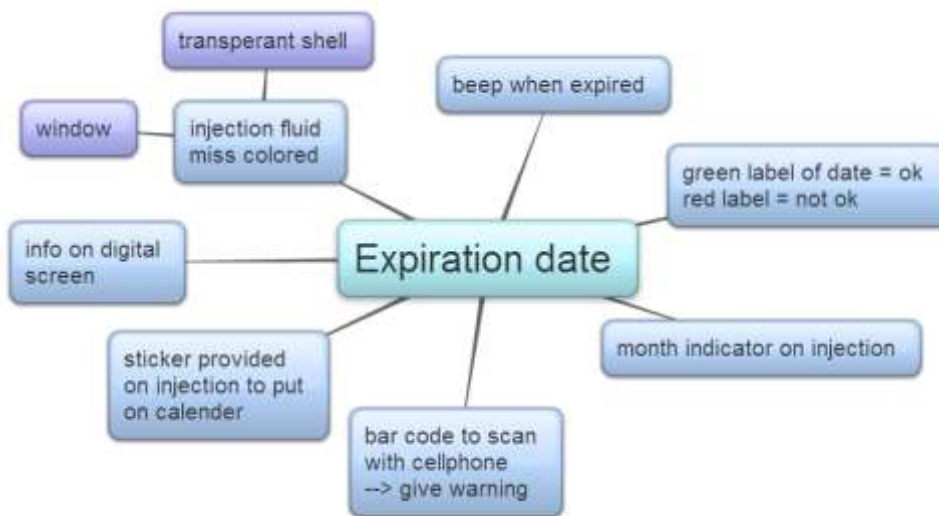 transperant shell
beep when expired
window
injection fluid
miss colored
green label of date = ok
red label = not ok
Expiration date
info on digital
screen
month indicator on injection
sticker provided
on injection to put
on calender
bar code to scan
with cellphone
--> give warning